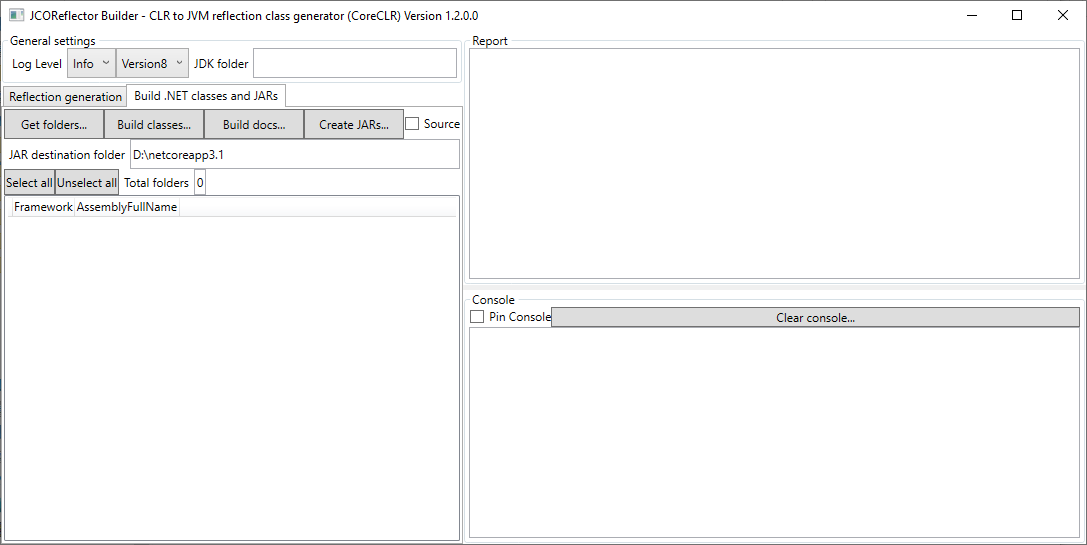 JCOReflector Builder - CLR to JVM reflection class generator (CoreCLR) Version 1.2.0.0
General settings
Log Level Info Version8 JDK folder
Reflection generation Build .NET classes and JARs
Get folders... Build classes... Build docs... Create JARs... Source
JAR destination folder D:\netcoreapp3.1
Select all Unselect all Total folders 0
Framework AssemblyFullName
Report
Console
Pin Console Clear console...